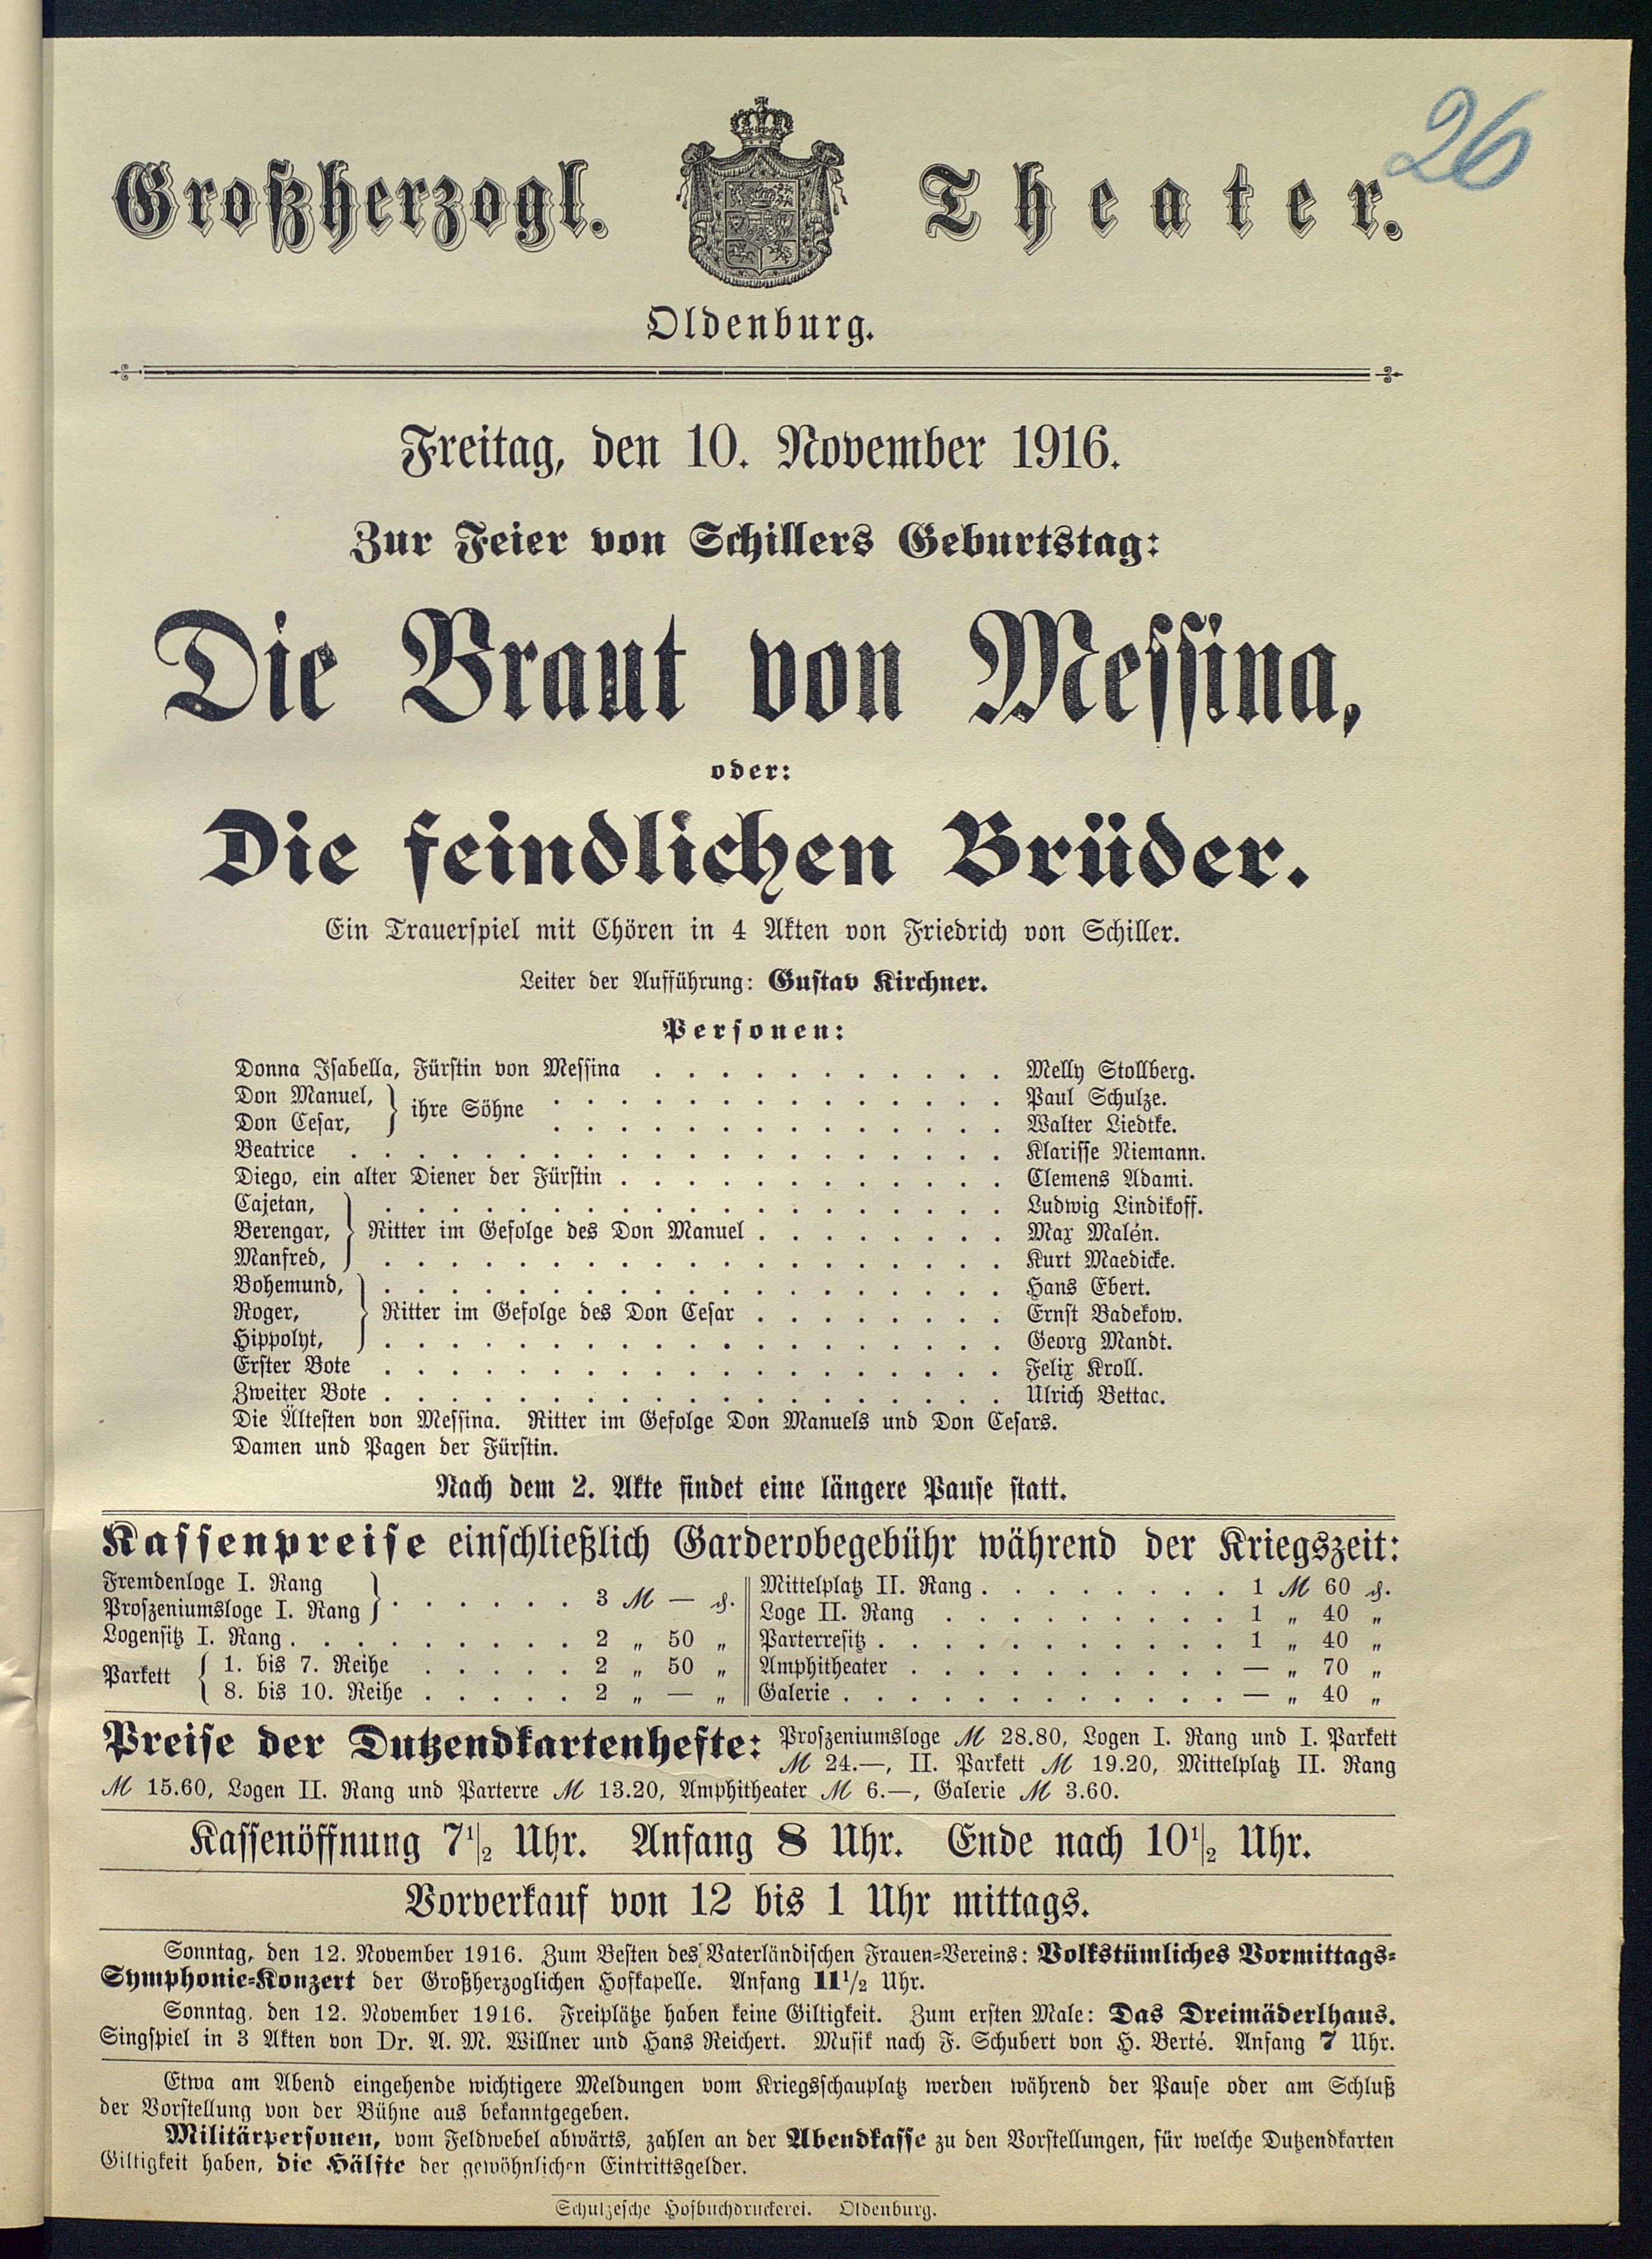 26
Großherzogl. Theater.
Oldenburg.
Freitag, den 10. November 1916.
Zur Feier von Schillers Geburtstag:
Die Braut von Messina,
oder:
Die feindlichen Brüder.
Ein Trauerspiel mit Chören in 4 Akten von Friedrich von Schiller.
Leiter der Aufführung: Gustav Kirchner.
Personen:
Donna Isabella, Fürstin von Messina . . . . . . . . . . . Melly Stollberg.
Don Manuel, } ihre Söhne . . . . . . . . . . . . . . Paul Schulze.
Don Cesar, . . . . . . . . . . . . . . Walter Liedtke.
Beatrice . . . . . . . . . . . . . . . . . . . . Klarisse Niemann.
Diego, ein alter Diener der Fürstin . . . . . . . . . . . . Clemens Adami.
Cajetan, . . . . . . . . . . . . . . . . . . . Ludwig Lindikoff.
Berengar, } Ritter im Gefolge des Don Manuel . . . . . . . . Max Malén.
Manfred, . . . . . . . . . . . . . . . . . . . Kurt Maedicke.
Bohemund, . . . . . . . . . . . . . . . . . . . Hans Ebert.
Roger, } Ritter im Gefolge des Don Cesar . . . . . . . . Ernst Badekow.
Hippolyt, . . . . . . . . . . . . . . . . . . . Georg Mandt.
Erster Bote . . . . . . . . . . . . . . . . . . . Felix Kroll.
Zweiter Bote . . . . . . . . . . . . . . . . . . . Ulrich Bettac.
Die Ältesten von Messina. Ritter im Gefolge Don Manuels und Don Cesars.
Damen und Pagen der Fürstin.
Nach dem 2. Akte findet eine längere Pause statt.
Kassenpreise einschließlich Garderobegebühr während der Kriegszeit:
Fremdenloge I. Rang
Proszeniumsloge I. Rang } . . . . . . 3 ℳ — ₰.
Logensitz I. Rang . . . . . . . . . 2 „ 50 „
Parkett { 1. bis 7. Reihe . . . . . 2 „ 50 „
8. bis 10. Reihe . . . . . 2 „ — „
Mittelplatz II. Rang . . . . . . . . 1 ℳ 60 ₰.
Loge II. Rang . . . . . . . . . 1 „ 40 „
Parterresitz . . . . . . . . . . . 1 „ 40 „
Amphitheater . . . . . . . . . . — „ 70 „
Galerie . . . . . . . . . . . . — „ 40 „
Preise der Dutzendkartenhefte: Proszeniumsloge ℳ 28.80, Logen I. Rang und I. Parkett
ℳ 24.—, II. Parkett ℳ 19.20, Mittelplatz II. Rang
ℳ 15.60, Logen II. Rang und Parterre ℳ 13.20, Amphitheater ℳ 6.—, Galerie ℳ 3.60.
Kassenöffnung 7 1/2 Uhr. Anfang 8 Uhr. Ende nach 10 1/2 Uhr.
Vorverkauf von 12 bis 1 Uhr mittags.
Sonntag, den 12. November 1916. Zum Besten des Vaterländischen Frauen-Vereins: Volkstümliches Vormittags-
Symphonie-Konzert der Großherzoglichen Hofkapelle. Anfang 11 1/2 Uhr.
Sonntag, den 12. November 1916. Freiplätze haben keine Giltigkeit. Zum ersten Male: Das Dreimäderlhaus.
Singspiel in 3 Akten von Dr. A. M. Willner und Hans Reichert. Musik nach F. Schubert von H. Berté. Anfang 7 Uhr.
Etwa am Abend eingehende wichtigere Meldungen vom Kriegsschauplatz werden während der Pause oder am Schluß
der Vorstellung von der Bühne aus bekanntgegeben.
Militärpersonen, vom Feldwebel abwärts, zahlen an der Abendkasse zu den Vorstellungen, für welche Dutzendkarten
Giltigkeit haben, die Hälfte der gewöhnlichen Eintrittsgelder.
Schulzesche Hofbuchdruckerei. Oldenburg.